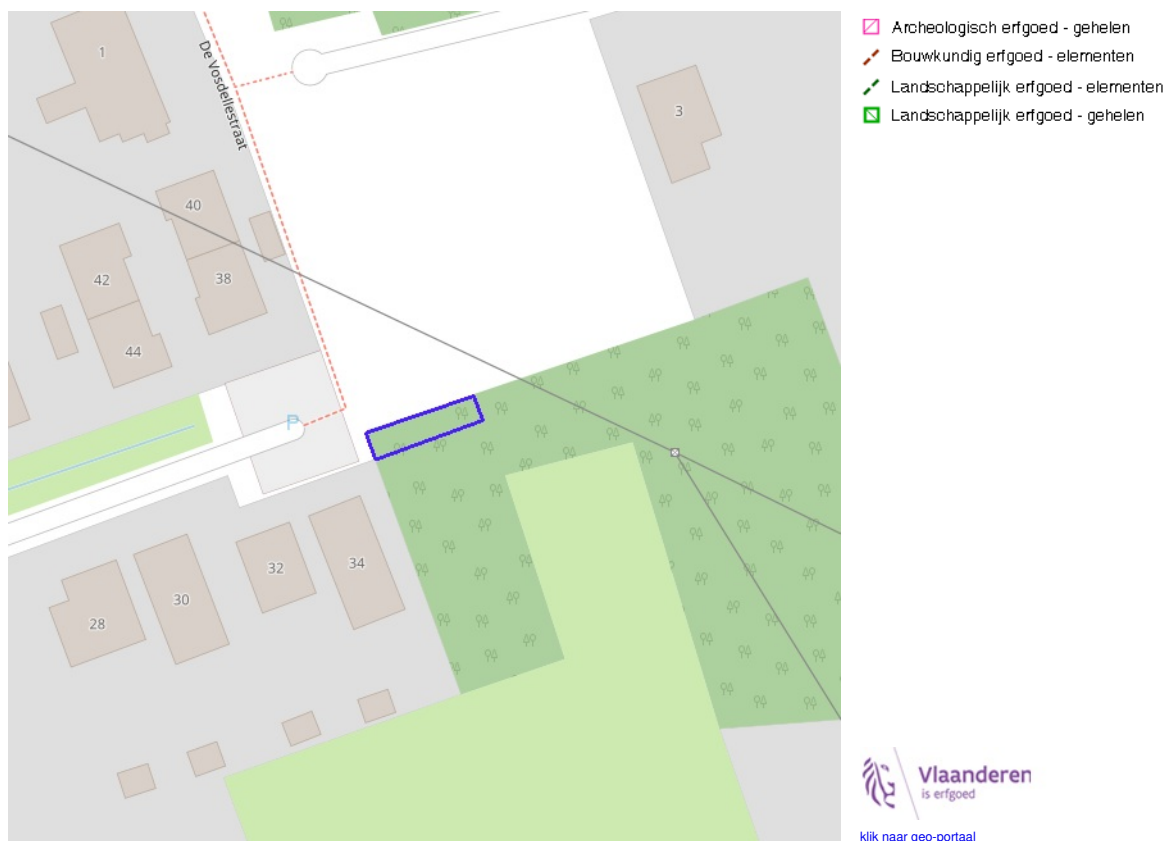 1
De Vosdellestraat
3
40
42
38
44
P
34
32
30
28
Archeologisch erfgoed - gehelen
Bouwkundig erfgoed - elementen
Landschappelijk erfgoed - elementen
Landschappelijk erfgoed - gehelen
Vlaanderen
is erfgoed
klik naar geo-portaal